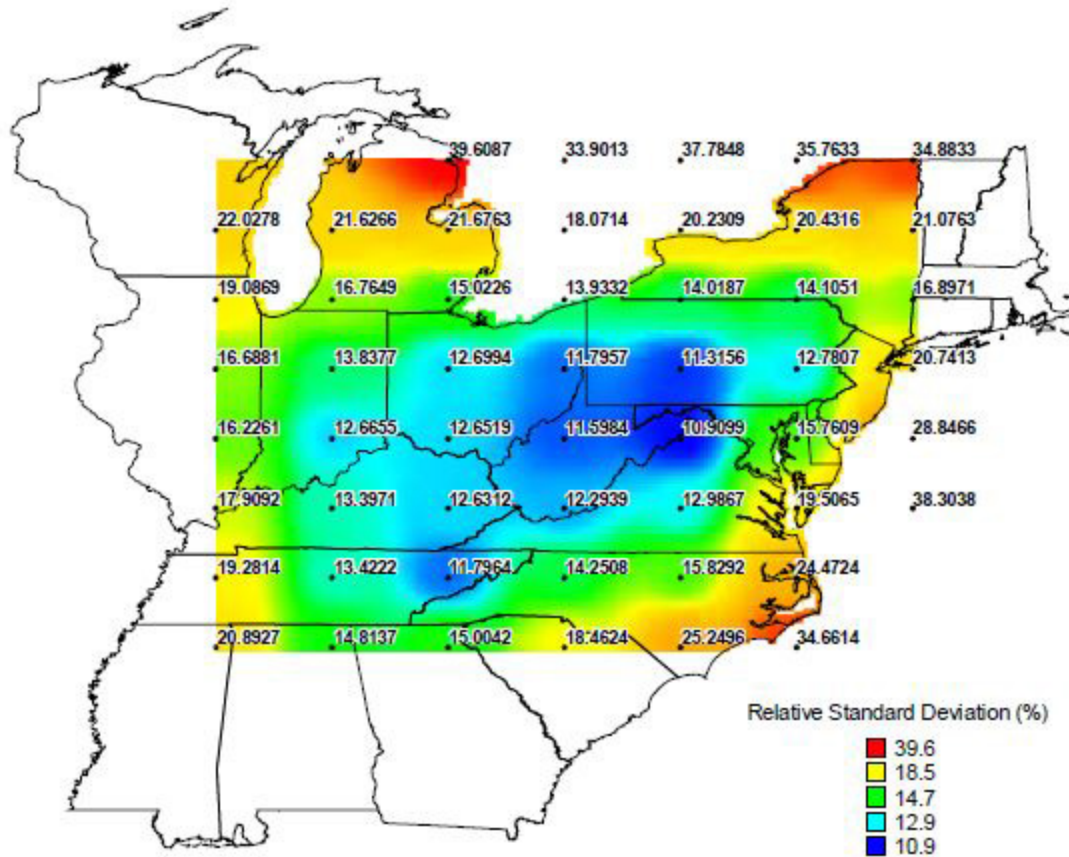 39.6087 33.9013 37.7848 35.7633 34.8833
22.0278 21.6266 21.6763 18.0714 20.2309 20.4316 21.0763
19.0869 16.7649 15.0226 13.9332 14.0187 14.1051 16.8971
16.6881 13.8377 12.6994 11.7957 11.3156 12.7807 20.7413
16.2261 12.6655 12.6519 11.5984 10.9099 15.7609 28.8466
17.9092 13.3971 12.6312 12.2939 12.9867 19.5065 38.3038
19.2814 13.4222 11.7964 14.2508 15.8292 24.4724
20.8927 14.8137 15.0042 18.4624 25.2496 34.6614
Relative Standard Deviation (%)
39.6
18.5
14.7
12.9
10.9